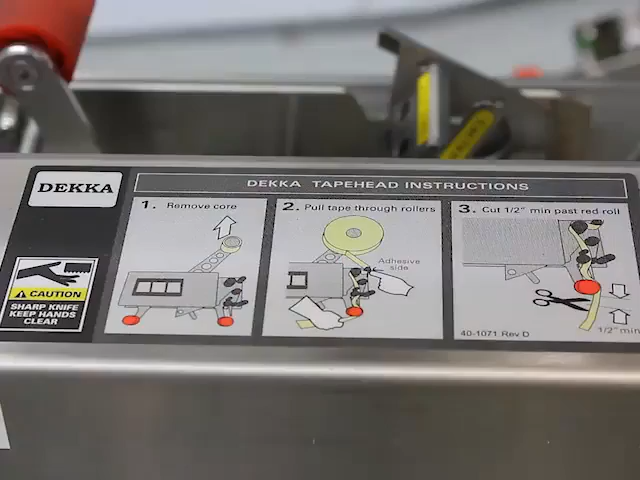 DEKKA
DEKKA TAPEHEAD INSTRUCTIONS
1. Remove core
2. Pull tape through rollers
Adhesive
side
3. Cut 1/2" min past red roll
1/2" min
40-1071 Rev D
CAUTION
SHARP KNIFE
KEEP HANDS
CLEAR